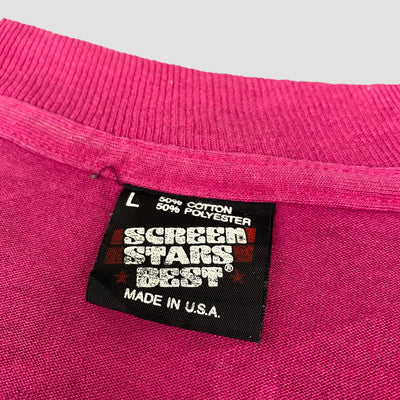 L 50% COTTON
50% POLYESTER
SCREEN
STARS
BEST®
MADE IN U.S.A.